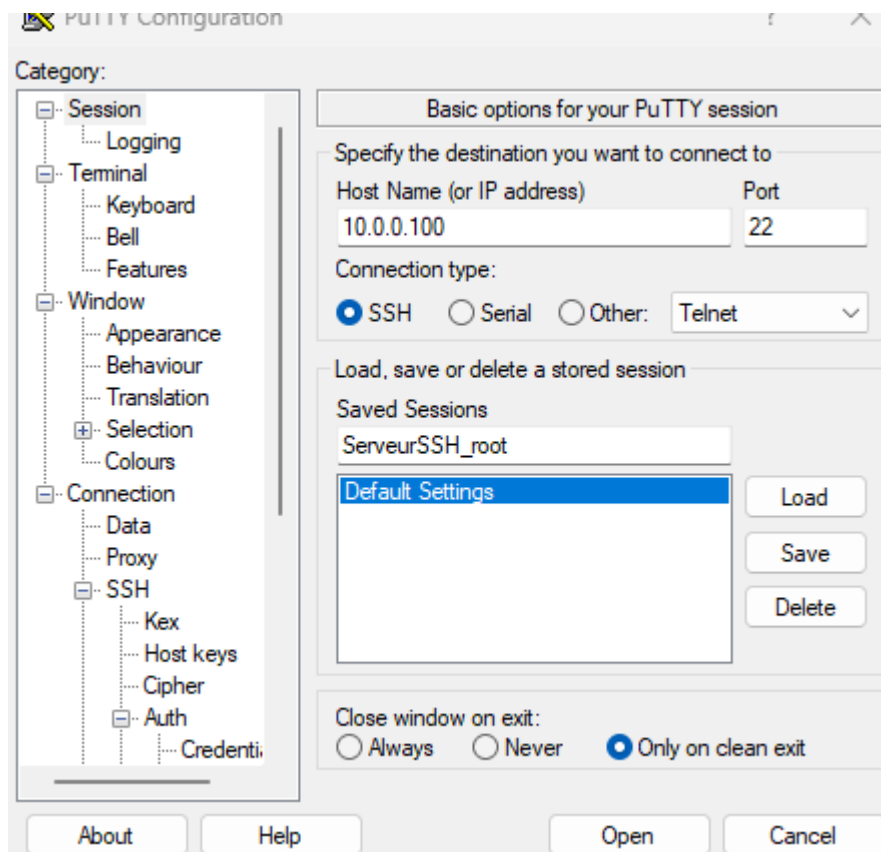 PuTTY Configuration ? ×
Category:
Session
Logging
Terminal
Keyboard
Bell
Features
Window
Appearance
Behaviour
Translation
Selection
Colours
Connection
Data
Proxy
SSH
Kex
Host keys
Cipher
Auth
Credentia
Basic options for your PuTTY session
Specify the destination you want to connect to
Host Name (or IP address) Port
10.0.0.100 22
Connection type:
SSH Serial Other: Telnet
Load, save or delete a stored session
Saved Sessions
ServeurSSH_root
Default Settings
Load
Save
Delete
Close window on exit:
Always Never Only on clean exit
About Help Open Cancel